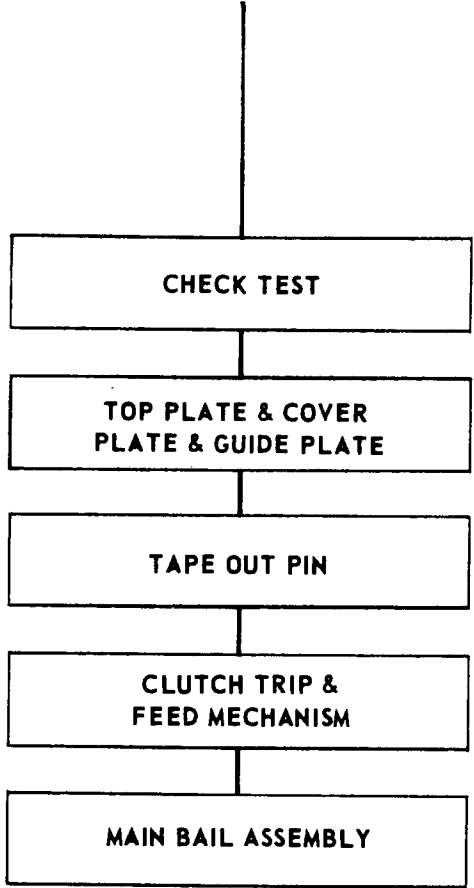 CHECK TEST
TOP PLATE & COVER
PLATE & GUIDE PLATE
TAPE OUT PIN
CLUTCH TRIP &
FEED MECHANISM
MAIN BAIL ASSEMBLY